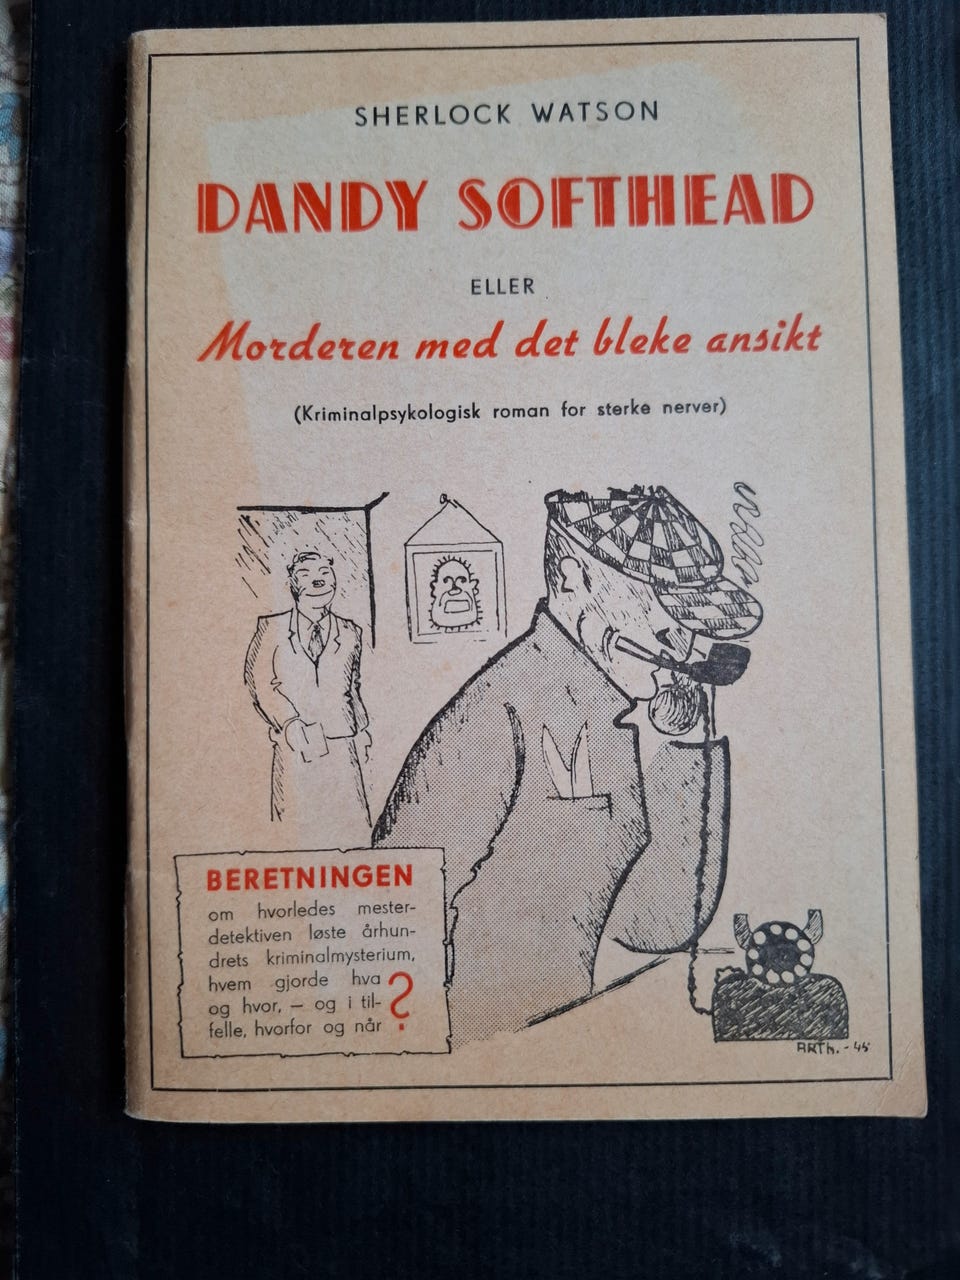 SHERLOCK WATSON
DANDY SOFTHEAD
ELLER
Morderen med det bleke ansikt
(Kriminalpsykologisk roman for sterke nerver)
BERETNINGEN
om hvorledes mester-
detektiven løste århun-
drets kriminalmysterium,
hvem gjorde hva
og hvor, — og i til-
felle, hvorfor og når ?
ARTh. - 45